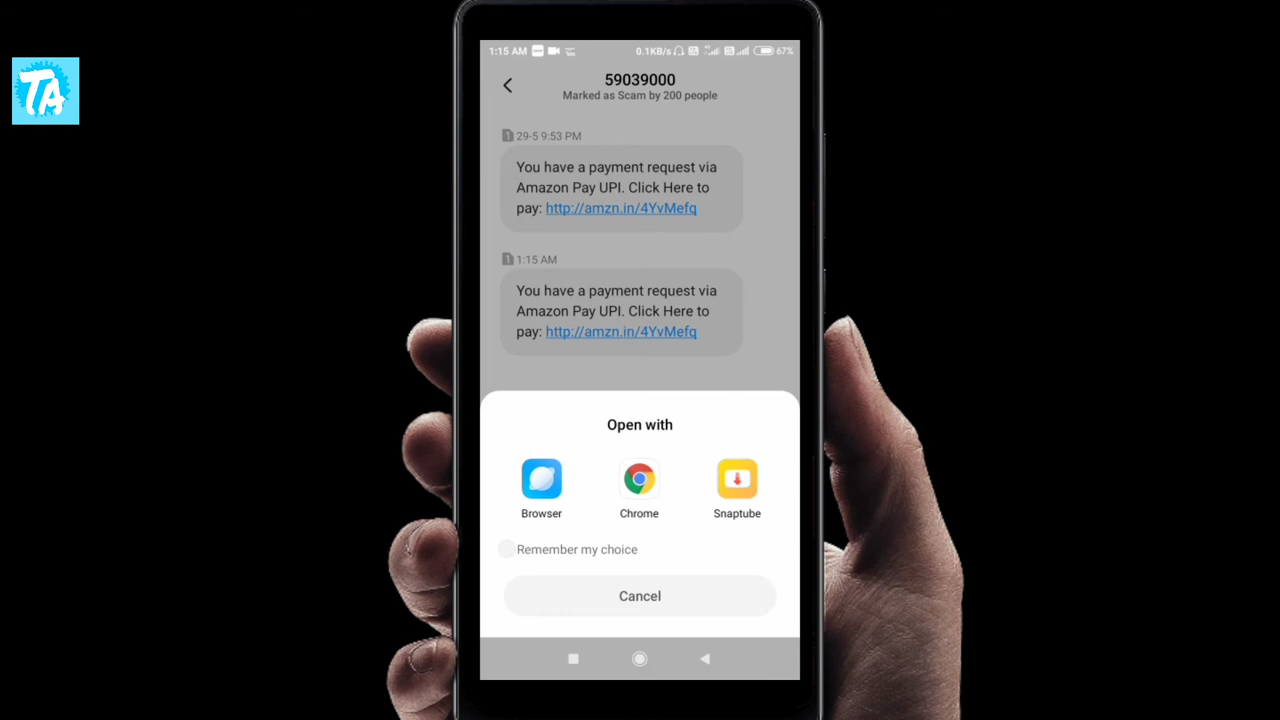 TA
1:15 AM
0.1KB/s
67%
59039000
Marked as Scam by 200 people
1 29-5 9:53 PM
You have a payment request via
Amazon Pay UPI. Click Here to
pay: http://amzn.in/4YvMefq
1 1:15 AM
You have a payment request via
Amazon Pay UPI. Click Here to
pay: http://amzn.in/4YvMefq
Open with
Browser
Chrome
Snaptube
Remember my choice
Cancel